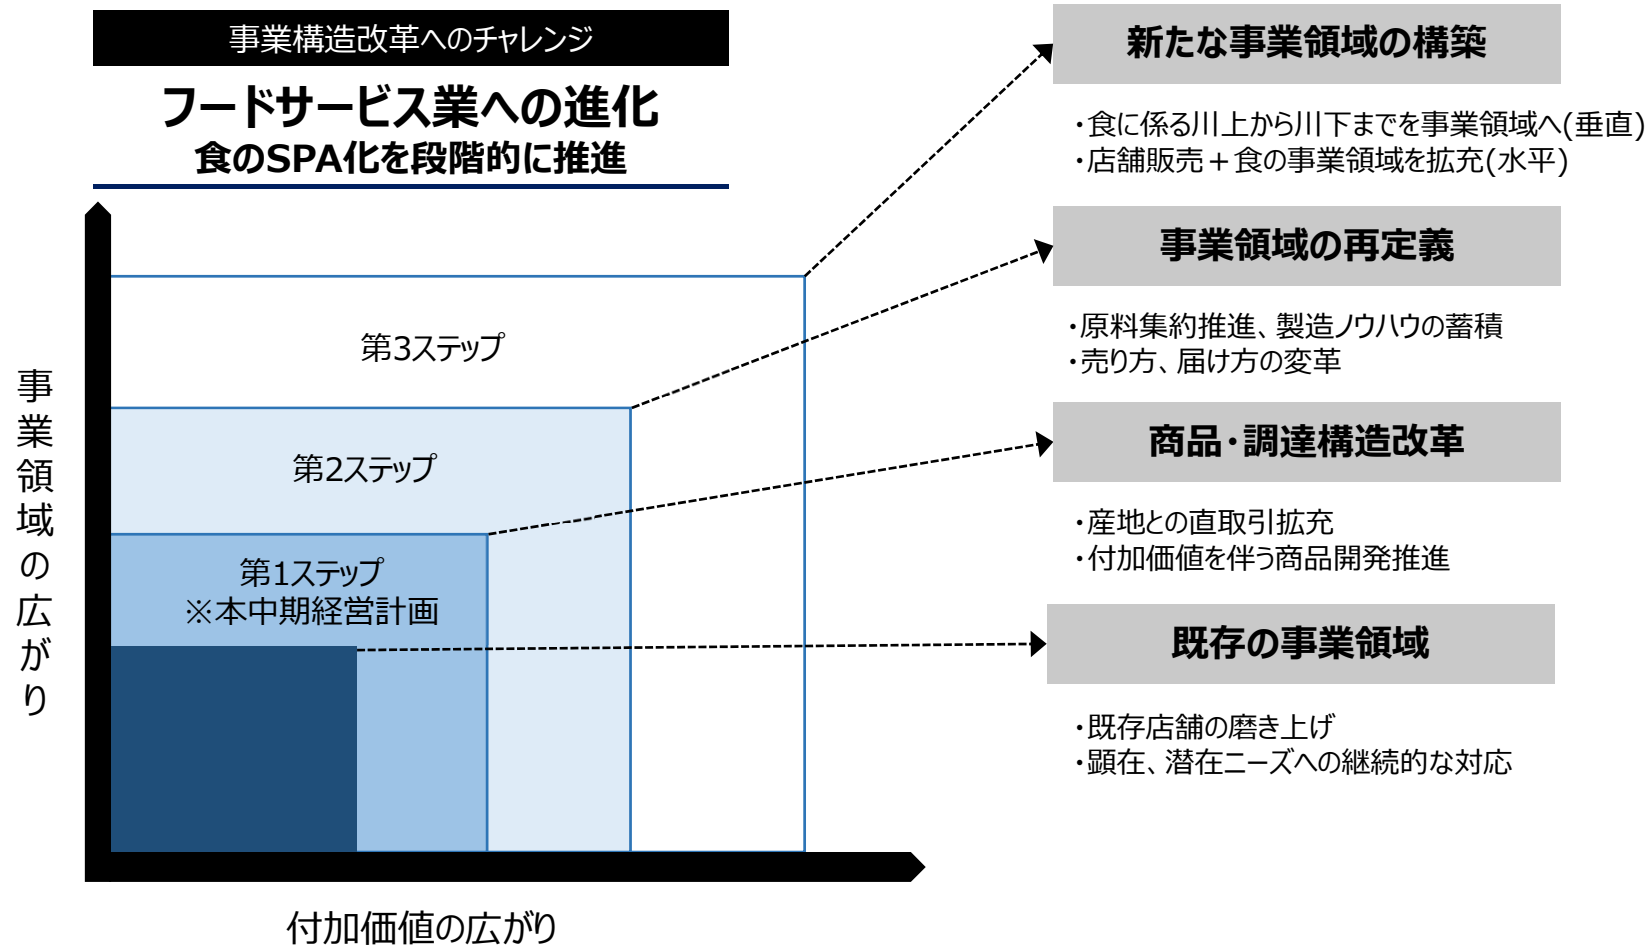 事業構造改革へのチャレンジ
フードサービス業への進化
食のSPA化を段階的に推進
事業領域の広がり
第3ステップ
第2ステップ
第1ステップ
※本中期経営計画
付加価値の広がり
新たな事業領域の構築
・食に係る川上から川下までを事業領域へ(垂直)
・店舗販売＋食の事業領域を拡充(水平)
事業領域の再定義
・原料集約推進、製造ノウハウの蓄積
・売り方、届け方の変革
商品・調達構造改革
・産地との直取引拡充
・付加価値を伴う商品開発推進
既存の事業領域
・既存店舗の磨き上げ
・顕在、潜在ニーズへの継続的な対応